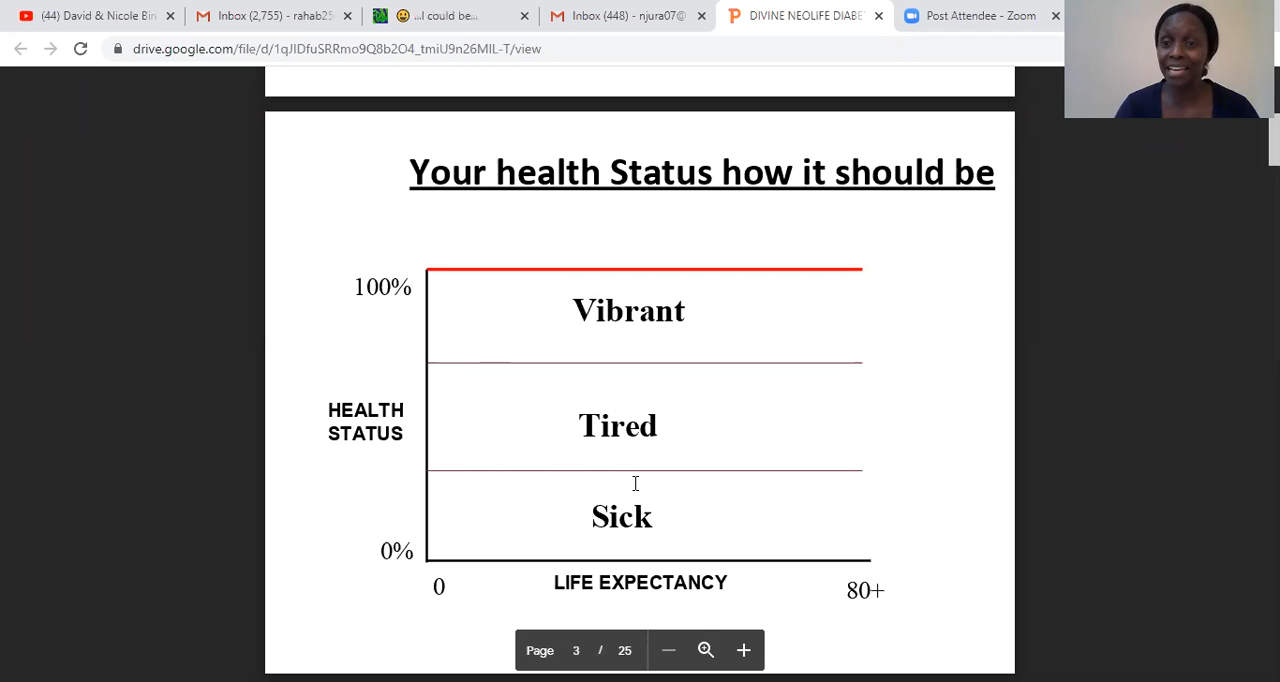 (44) David & Nicole Bin
Inbox (2,755) - rahab25
...I could be...
Inbox (448) - njura07@
DIVINE NEOLIFE DIABE
Post Attendee - Zoom
drive.google.com/file/d/1qJIDfuSRRmo9Q8b2O4_tmiU9n26MIL-T/view
Your health Status how it should be
100%
Vibrant
HEALTH
STATUS
Tired
Sick
0%
0
LIFE EXPECTANCY
80+
Page 3 / 25